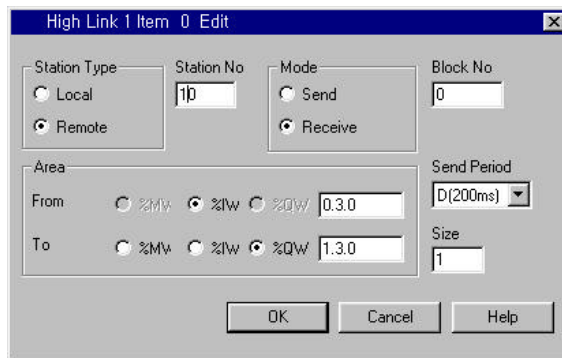 High Link 1 Item 0 Edit
Station Type Station No Mode Block No
Local 10 Send 0
Remote Receive
Area Send Period
From %MW %IW %QW 0.3.0 D(200ms)
To %MW %IW %QW 1.3.0 Size
1
OK Cancel Help